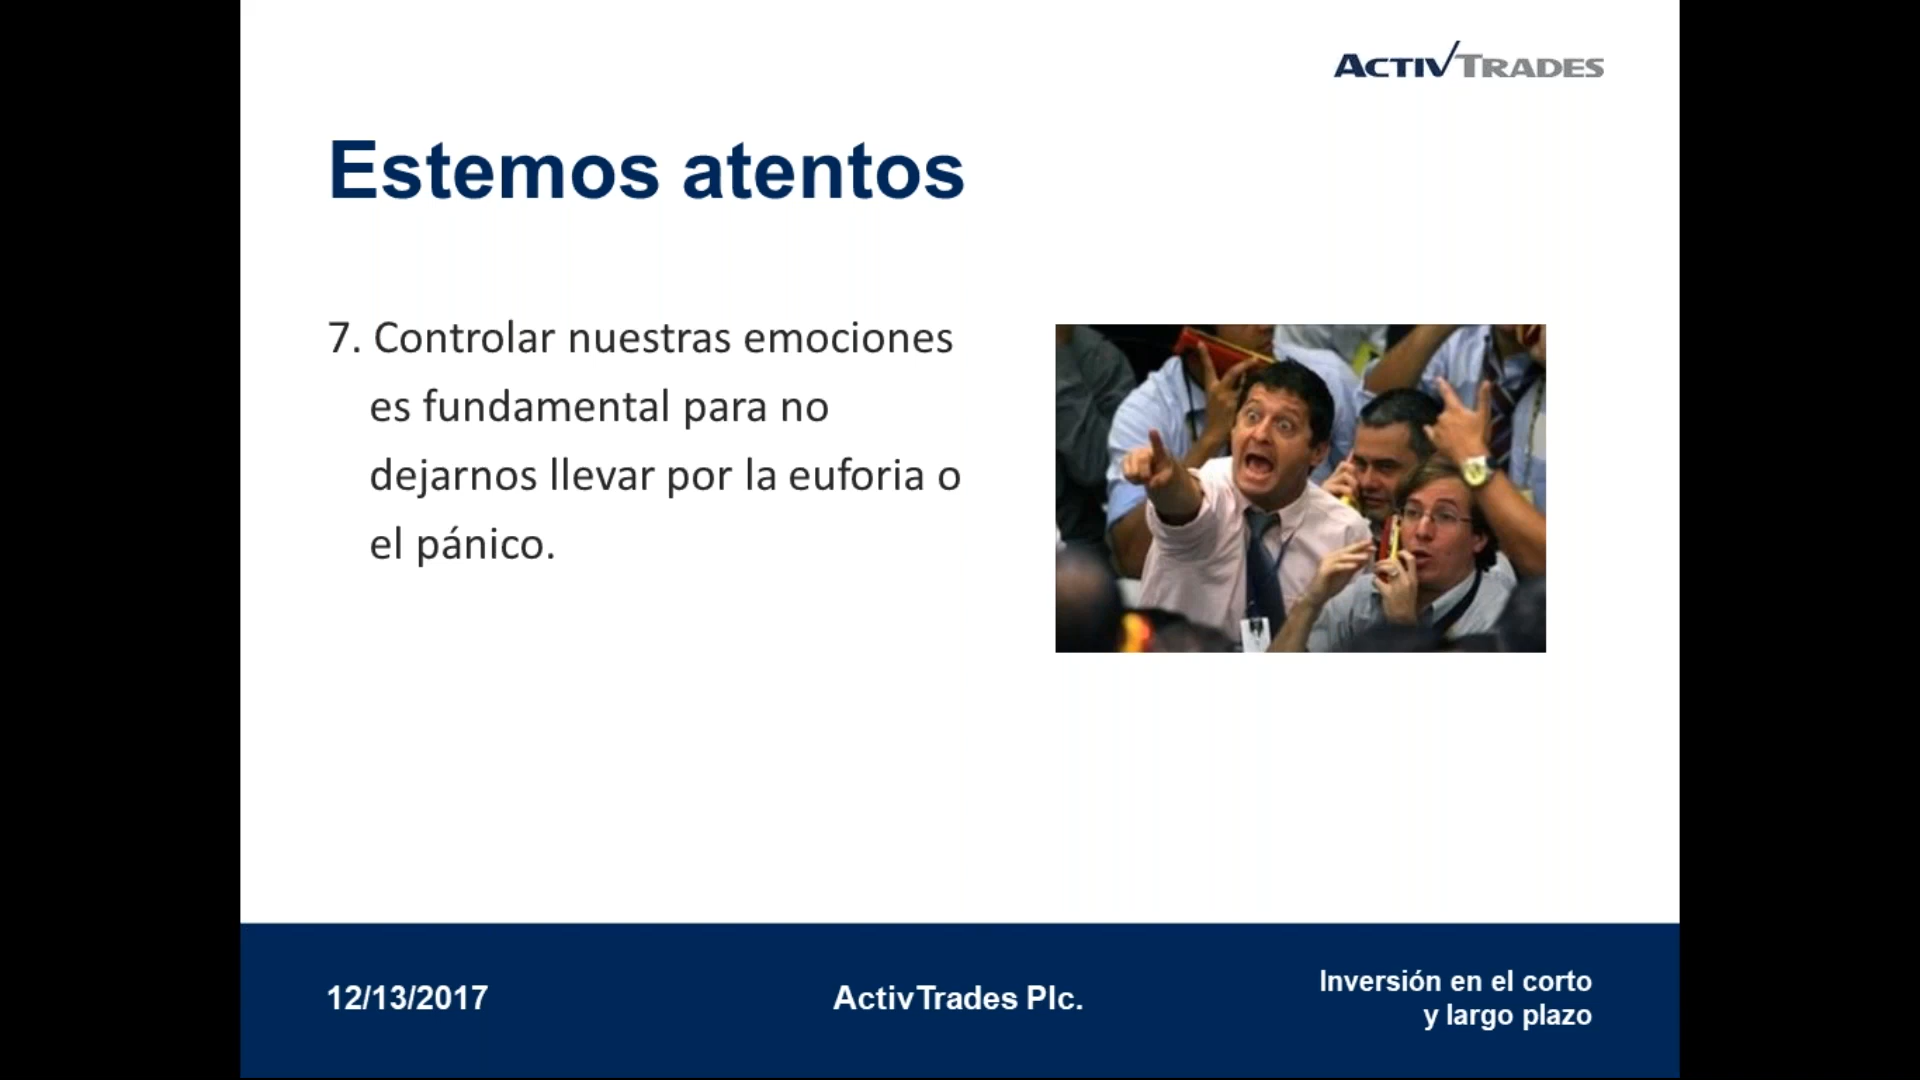 ACTIVTRADES
Estemos atentos
7. Controlar nuestras emociones
es fundamental para no
dejarnos llevar por la euforia o
el pánico.
12/13/2017
ActivTrades Plc.
Inversión en el corto
y largo plazo